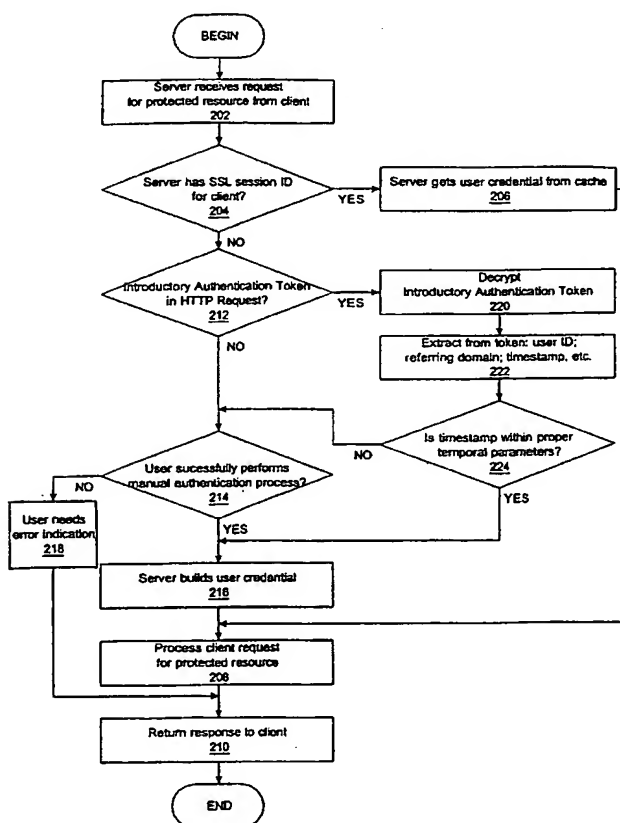 BEGIN
Server receives request
for protected resource from client
202
Server has SSL session ID
for client?
204
YES
Server gets user credential from cache
206
NO
Introductory Authentication Token
in HTTP Request?
212
YES
Decrypt
Introductory Authentication Token
220
Extract from token: user ID;
referring domain; timestamp, etc.
222
NO
Is timestamp within proper
temporal parameters?
224
NO
YES
User sucessfully performs
manual authentication process?
214
NO
YES
User needs
error indication
218
Server builds user credential
216
Process client request
for protected resource
208
Return response to client
210
END